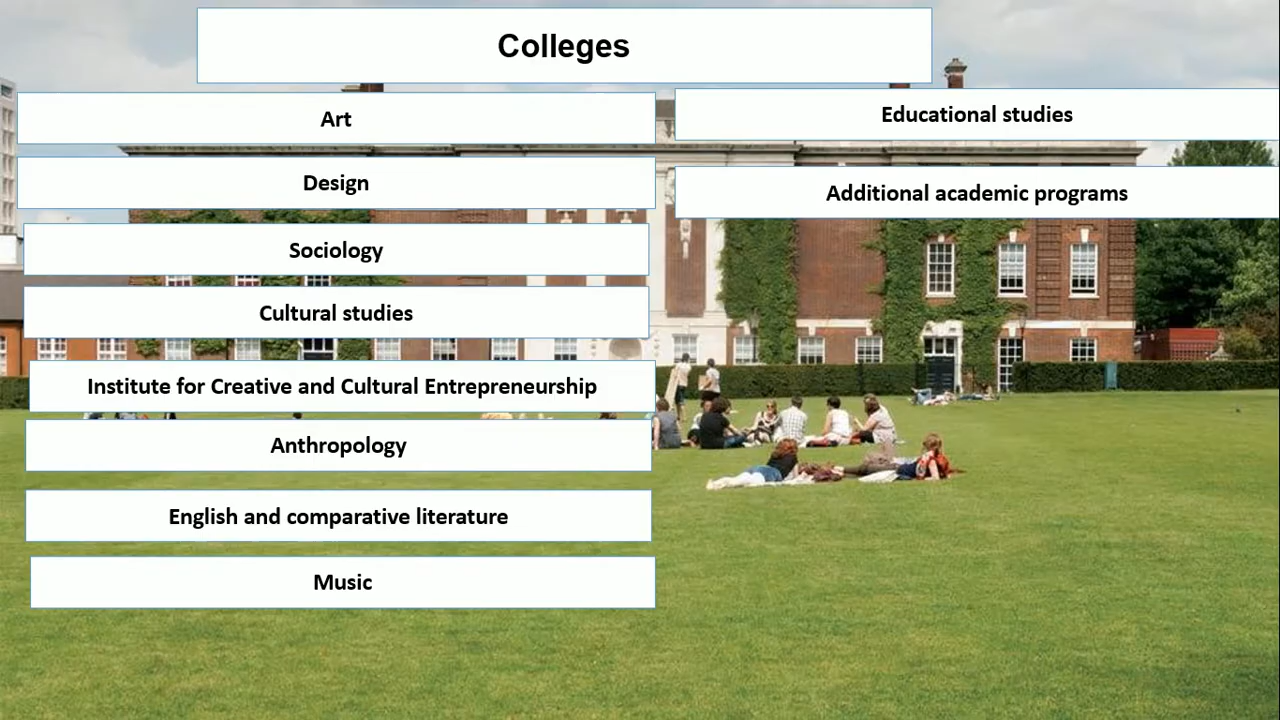 Colleges
Art
Design
Sociology
Cultural studies
Institute for Creative and Cultural Entrepreneurship
Anthropology
English and comparative literature
Music
Educational studies
Additional academic programs